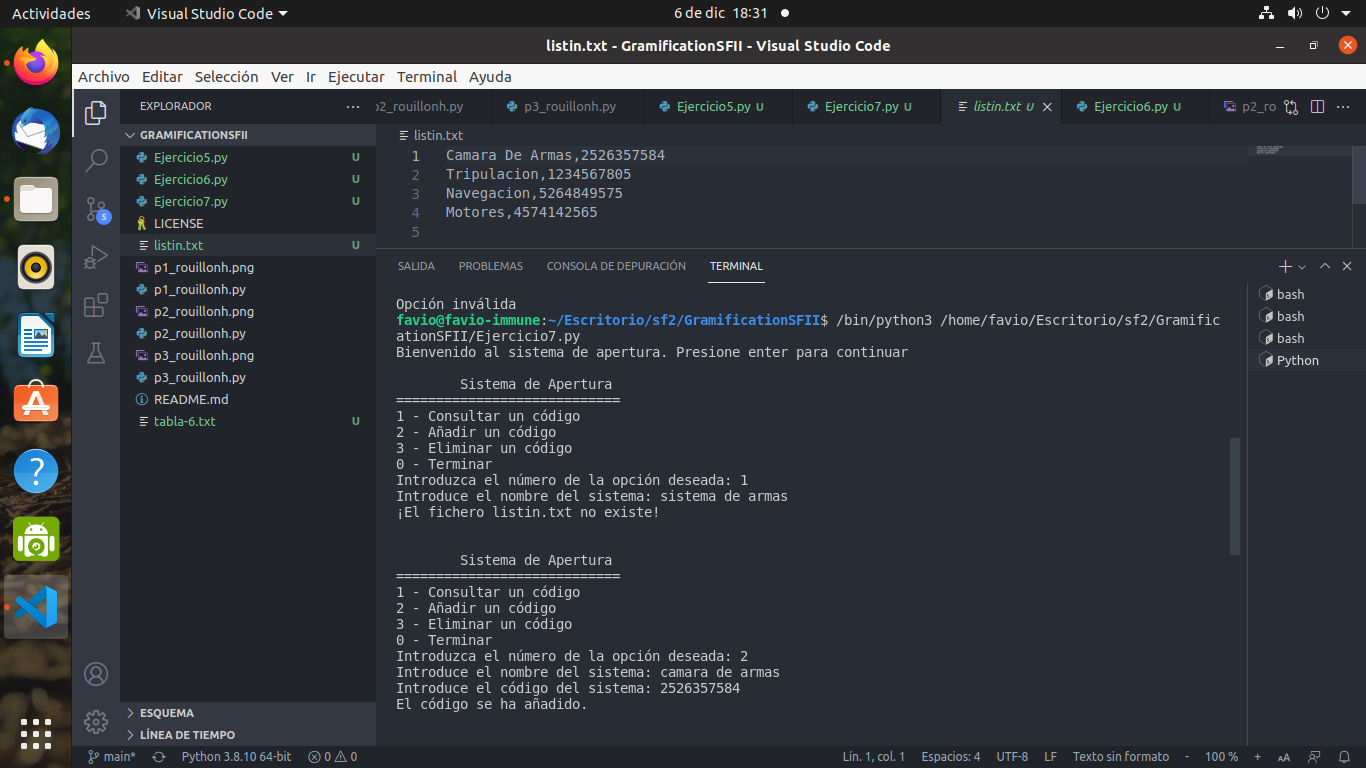 Actividades
Visual Studio Code
6 de dic 18:31
listin.txt - GramificationSFII - Visual Studio Code
Archivo Editar Selección Ver Ir Ejecutar Terminal Ayuda
EXPLORADOR
GRAMIFICATIONSFII
Ejercicio5.py U
Ejercicio6.py U
Ejercicio7.py U
LICENSE
listin.txt U
p1_rouillonh.png
p1_rouillonh.py
p2_rouillonh.png
p2_rouillonh.py
p3_rouillonh.png
p3_rouillonh.py
README.md
tabla-6.txt U
ESQUEMA
LÍNEA DE TIEMPO
p2_rouillonh.py p3_rouillonh.py Ejercicio5.py U Ejercicio7.py U listin.txt U Ejercicio6.py U p2_ro
listin.txt
1 Camara De Armas,2526357584
2 Tripulacion,1234567805
3 Navegacion,5264849575
4 Motores,4574142565
5
SALIDA PROBLEMAS CONSOLA DE DEPURACIÓN TERMINAL
Opción inválida
favio@favio-immune:~/Escritorio/sf2/GramificationSFII$ /bin/python3 /home/favio/Escritorio/sf2/Gramific
ationSFII/Ejercicio7.py
Bienvenido al sistema de apertura. Presione enter para continuar
Sistema de Apertura
============================
1 - Consultar un código
2 - Añadir un código
3 - Eliminar un código
0 - Terminar
Introduzca el número de la opción deseada: 1
Introduce el nombre del sistema: sistema de armas
¡El fichero listin.txt no existe!
Sistema de Apertura
============================
1 - Consultar un código
2 - Añadir un código
3 - Eliminar un código
0 - Terminar
Introduzca el número de la opción deseada: 2
Introduce el nombre del sistema: camara de armas
Introduce el código del sistema: 2526357584
El código se ha añadido.
bash
bash
bash
Python
5
main* Python 3.8.10 64-bit 0 0 Lín. 1, col. 1 Espacios: 4 UTF-8 LF Texto sin formato - 100 % + AA